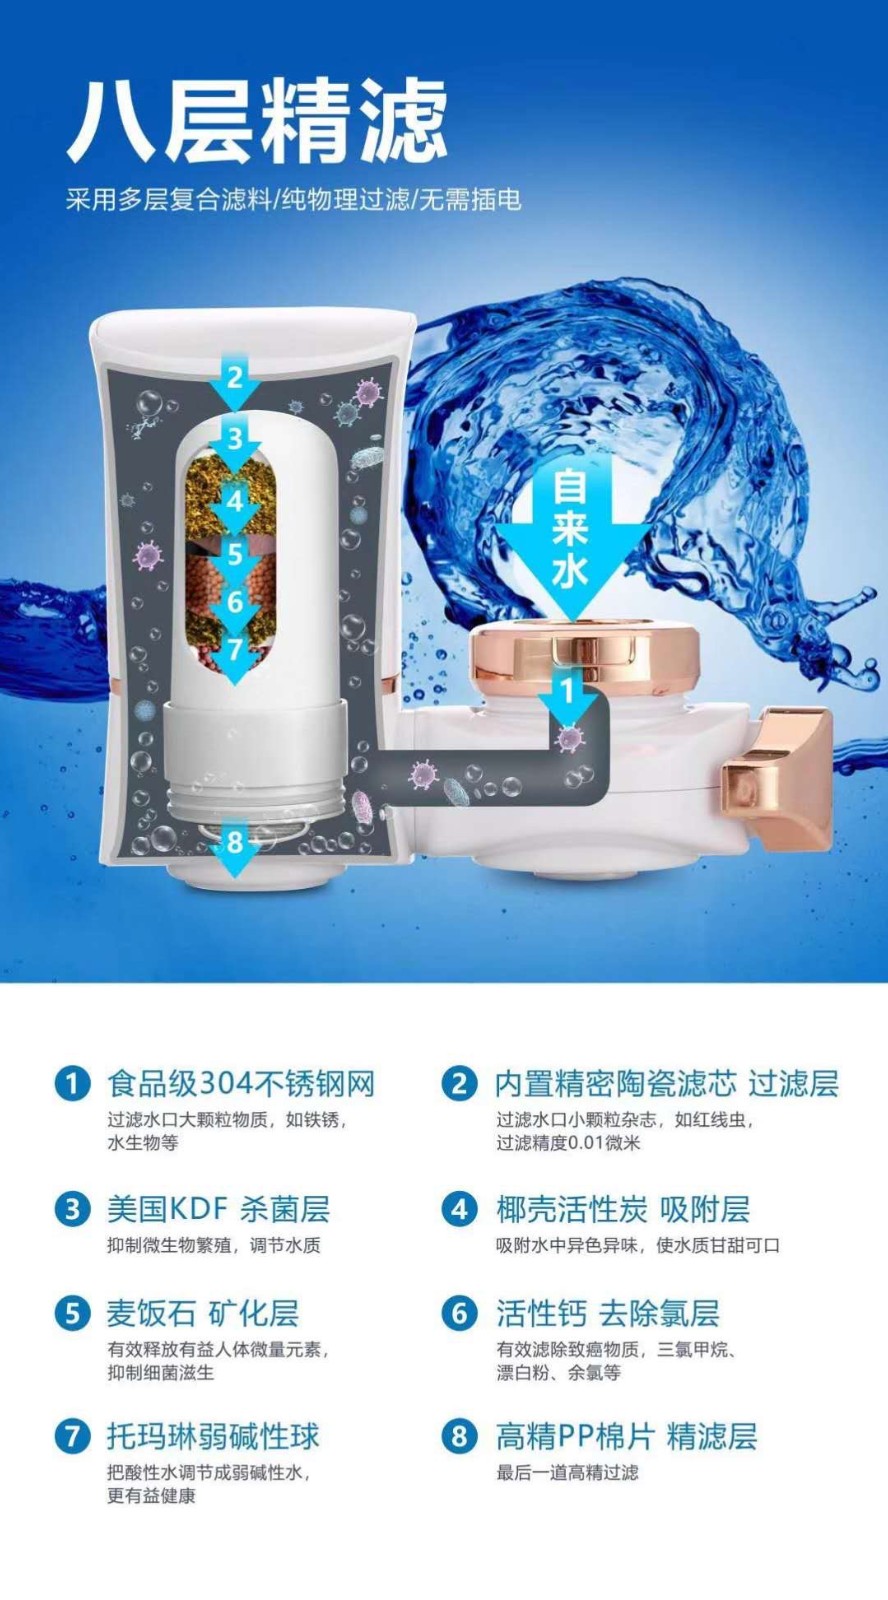 八层精滤
采用多层复合滤料/纯物理过滤/无需插电
2
3
4
5
6
7
8
自来水
1
1 食品级304不锈钢网
过滤水口大颗粒物质，如铁锈，
水生物等
2 内置精密陶瓷滤芯 过滤层
过滤水口小颗粒杂志，如红线虫，
过滤精度0.01微米
3 美国KDF 杀菌层
抑制微生物繁殖，调节水质
4 椰壳活性炭 吸附层
吸附水中异色异味，使水质甘甜可口
5 麦饭石 矿化层
有效释放有益人体微量元素，
抑制细菌滋生
6 活性钙 去除氯层
有效滤除致癌物质，三氯甲烷、
漂白粉、余氯等
7 托玛琳弱碱性球
把酸性水调节成弱碱性水，
更有益健康
8 高精PP棉片 精滤层
最后一道高精过滤